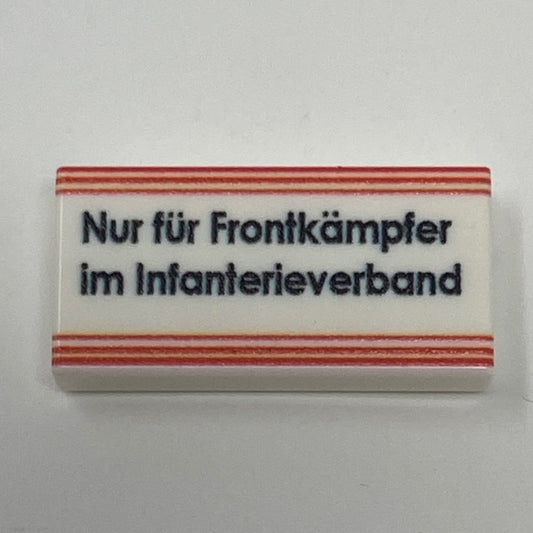 Nur für Frontkämpfer
im Infanterieverband